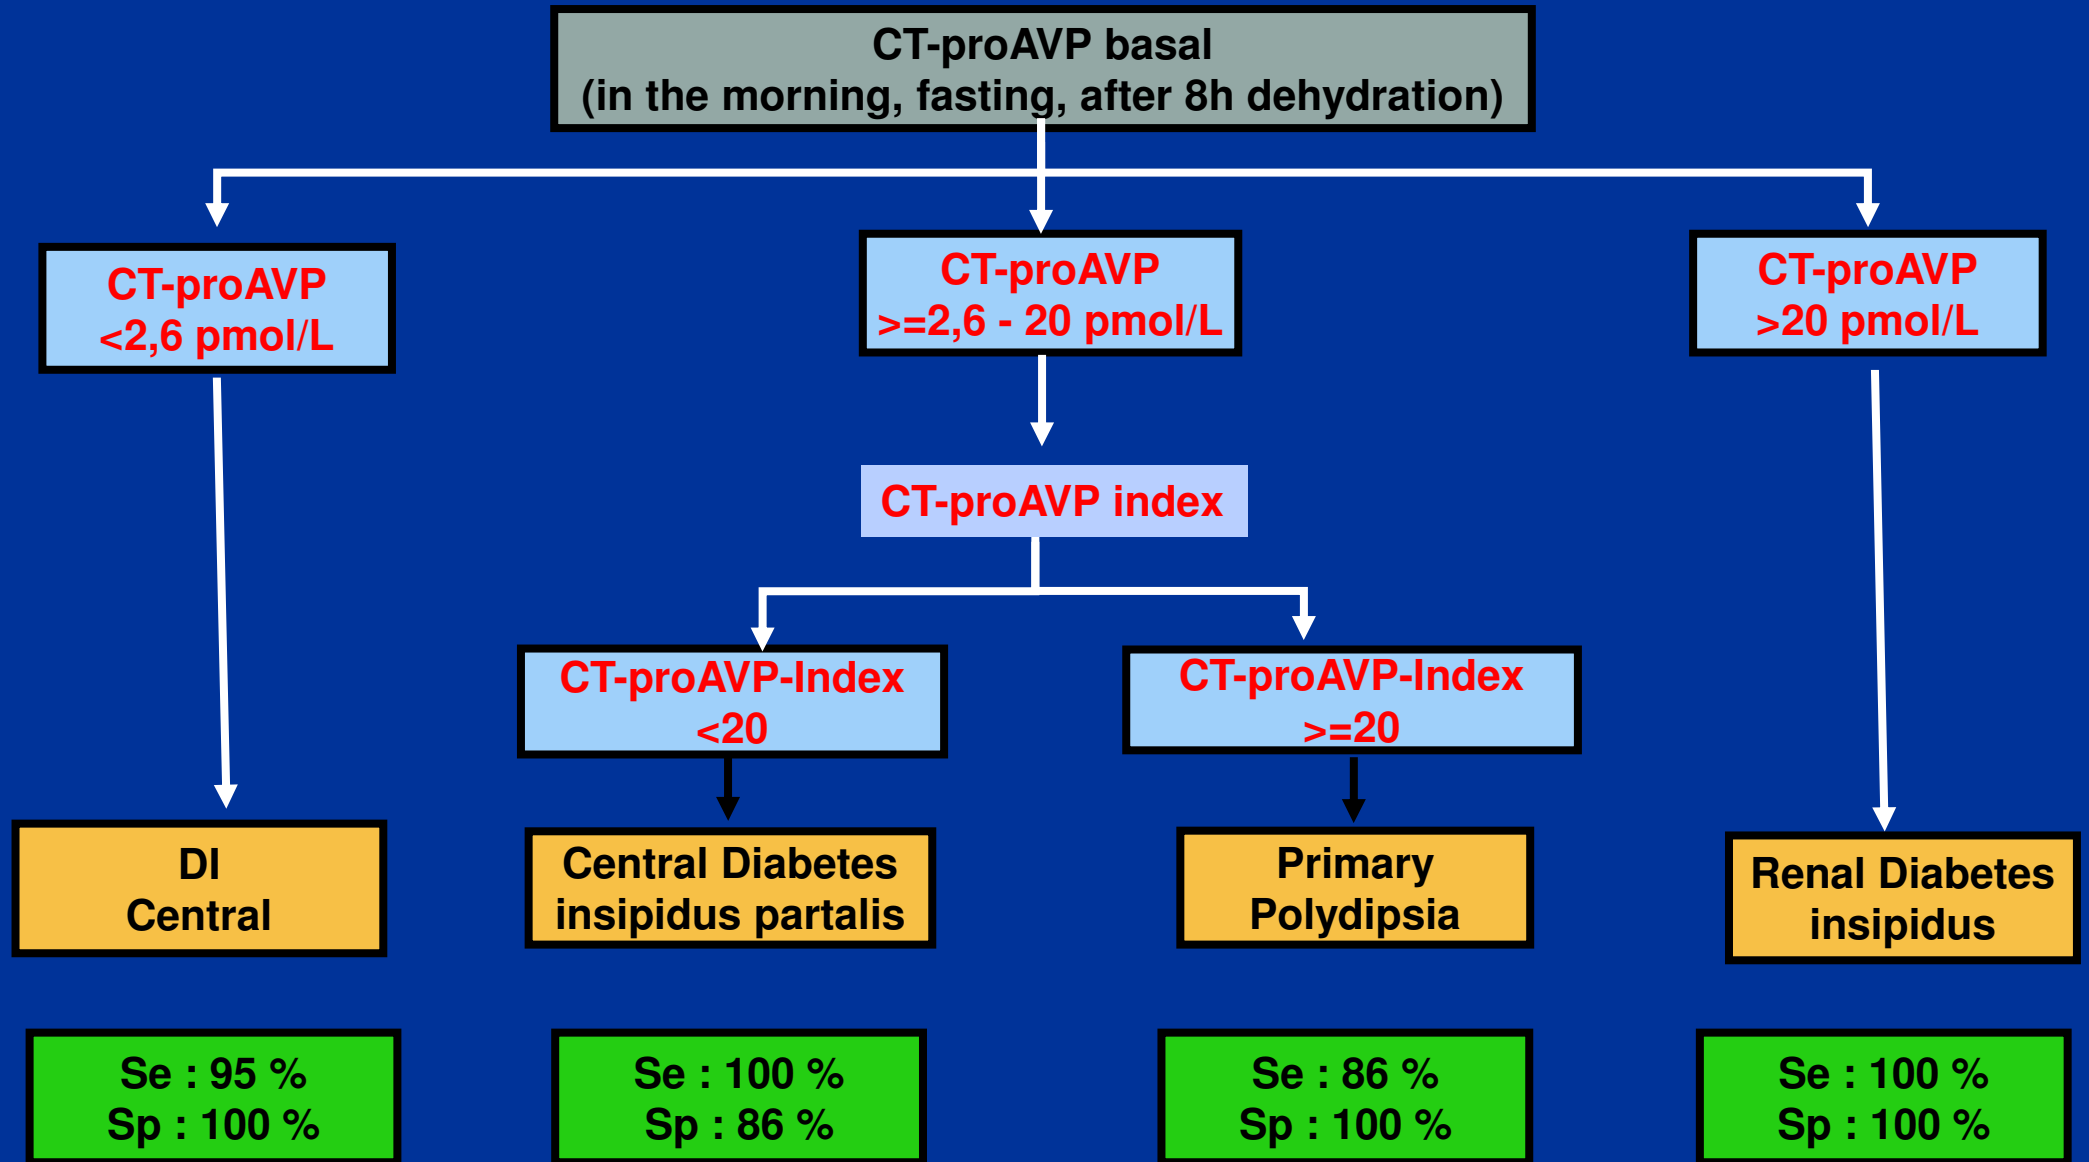 CT-proAVP basal
(in the morning, fasting, after 8h dehydration)
CT-proAVP
<2,6 pmol/L
CT-proAVP
>=2,6 - 20 pmol/L
CT-proAVP
>20 pmol/L
CT-proAVP index
CT-proAVP-Index
<20
CT-proAVP-Index
>=20
DI
Central
Central Diabetes
insipidus partalis
Primary
Polydipsia
Renal Diabetes
insipidus
Se : 95 %
Sp : 100 %
Se : 100 %
Sp : 86 %
Se : 86 %
Sp : 100 %
Se : 100 %
Sp : 100 %